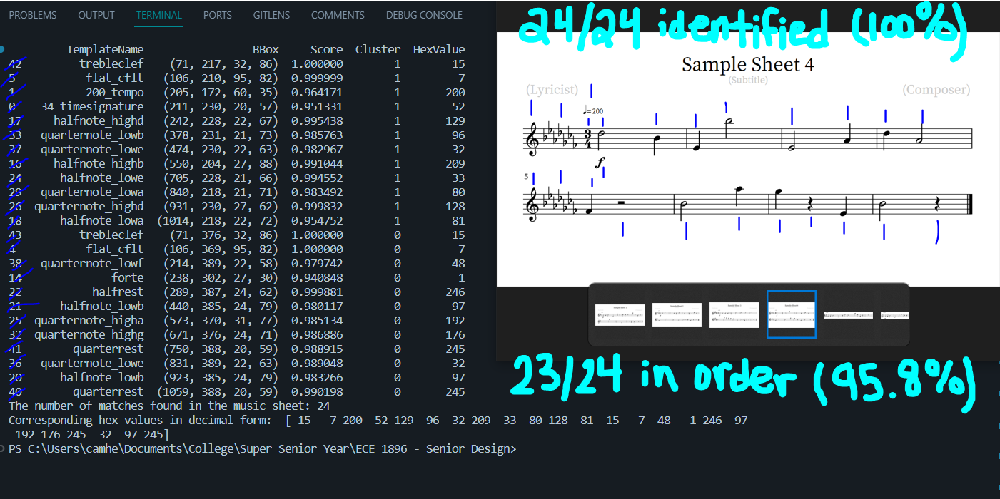 PROBLEMS OUTPUT TERMINAL PORTS GITLENS COMMENTS DEBUG CONSOLE
TemplateName BBox Score Cluster HexValue
42 trebleclef (71, 217, 32, 86) 1.000000 1 15
5 flat_cflt (106, 210, 95, 82) 0.999999 1 7
1 200_tempo (205, 172, 60, 35) 0.964171 1 200
0 34_timesignature (211, 230, 20, 57) 0.951331 1 52
17 halfnote_highd (242, 228, 22, 67) 0.995438 1 129
33 quarternote_lowb (378, 231, 21, 73) 0.985763 1 96
37 quarternote_lowe (474, 230, 22, 63) 0.982967 1 32
16 halfnote_highb (550, 204, 27, 88) 0.991044 1 209
24 halfnote_lowe (705, 228, 21, 66) 0.994552 1 33
29 quarternote_lowa (840, 218, 21, 71) 0.983492 1 80
26 quarternote_highd (931, 230, 27, 62) 0.999832 1 128
18 halfnote_lowa (1014, 218, 22, 72) 0.954752 1 81
43 trebleclef (71, 376, 32, 86) 1.000000 0 15
4 flat_cflt (106, 369, 95, 82) 1.000000 0 7
38 quarternote_lowf (214, 389, 22, 58) 0.979742 0 48
14 forte (238, 302, 27, 30) 0.940848 0 1
22 halfrest (289, 387, 24, 62) 0.999881 0 246
21 halfnote_lowb (440, 385, 24, 79) 0.980117 0 97
25 quarternote_higha (573, 370, 31, 77) 0.985134 0 192
32 quarternote_highg (671, 376, 24, 71) 0.986886 0 176
41 quarterrest (750, 388, 20, 59) 0.988915 0 245
36 quarternote_lowe (831, 389, 22, 63) 0.989048 0 32
20 halfnote_lowb (923, 385, 24, 79) 0.983266 0 97
40 quarterrest (1059, 388, 20, 59) 0.990198 0 245
The number of matches found in the music sheet: 24
Corresponding hex values in decimal form: [ 15 7 200 52 129 96 32 209 33 80 128 81 15 7 48 1 246 97
192 176 245 32 97 245]
PS C:\Users\camhe\Documents\College\Super Senior Year\ECE 1896 - Senior Design>
24/24 identified (100%)
Sample Sheet 4
(Subtitle)
(Lyricist) (Composer)
♩=200
3
4
f
5
23/24 in order (95.8%)